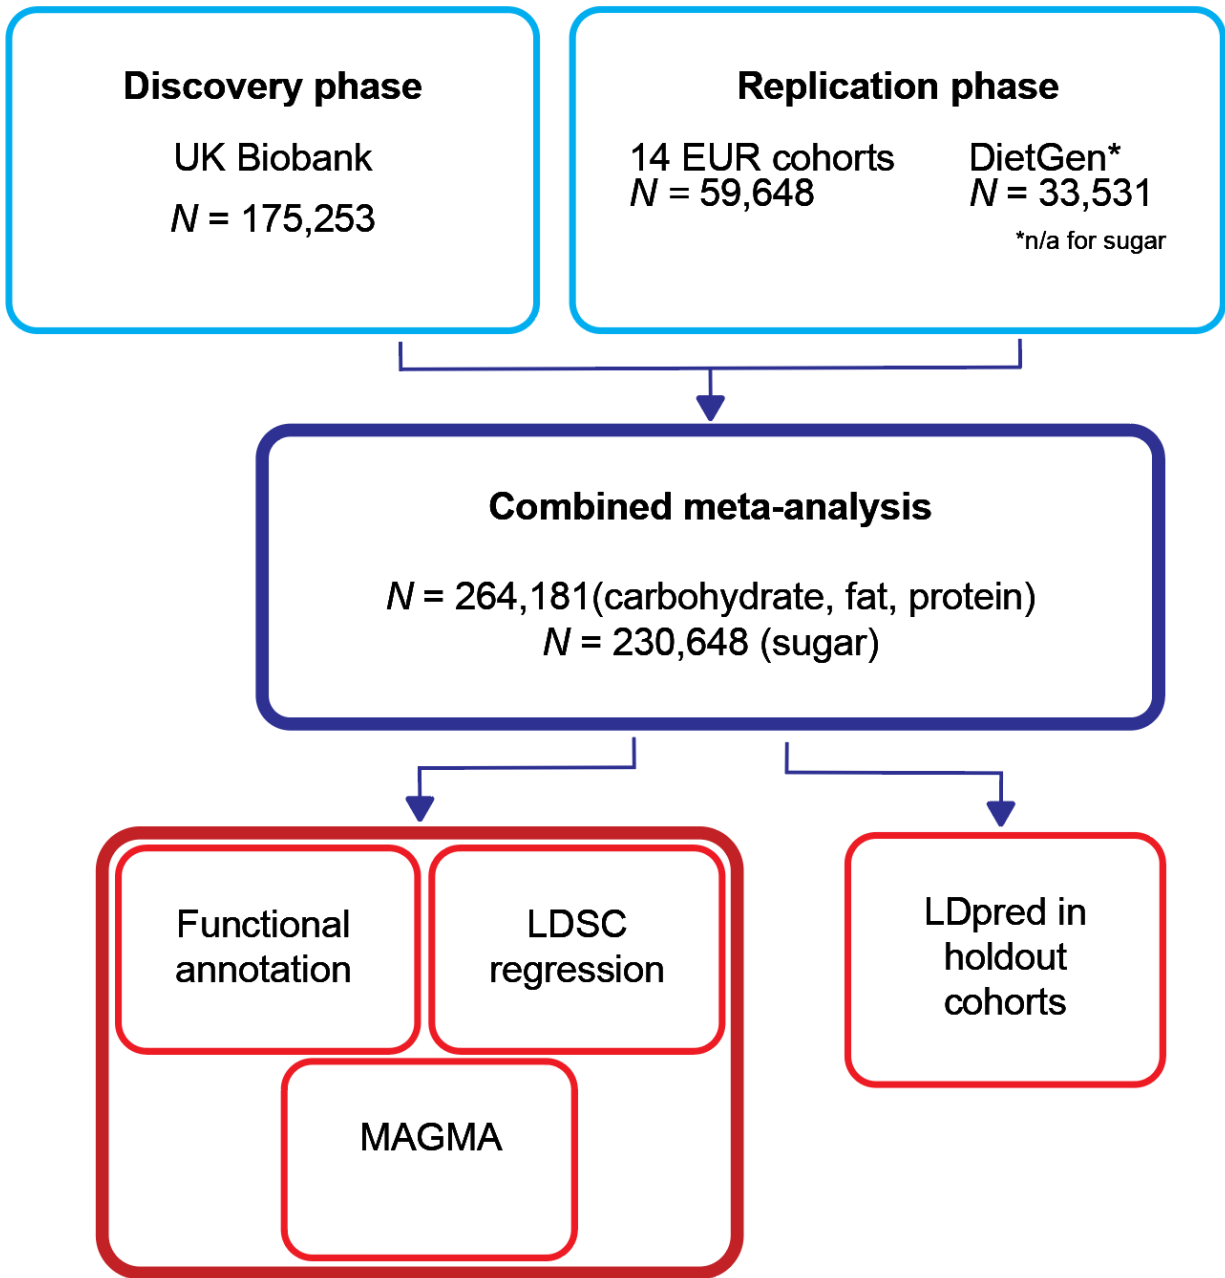 Discovery phase
UK Biobank
N = 175,253
Replication phase
14 EUR cohorts
N = 59,648
DietGen*
N = 33,531
*n/a for sugar
Combined meta-analysis
N = 264,181(carbohydrate, fat, protein)
N = 230,648 (sugar)
Functional
annotation
LDSC
regression
MAGMA
LDpred in
holdout
cohorts